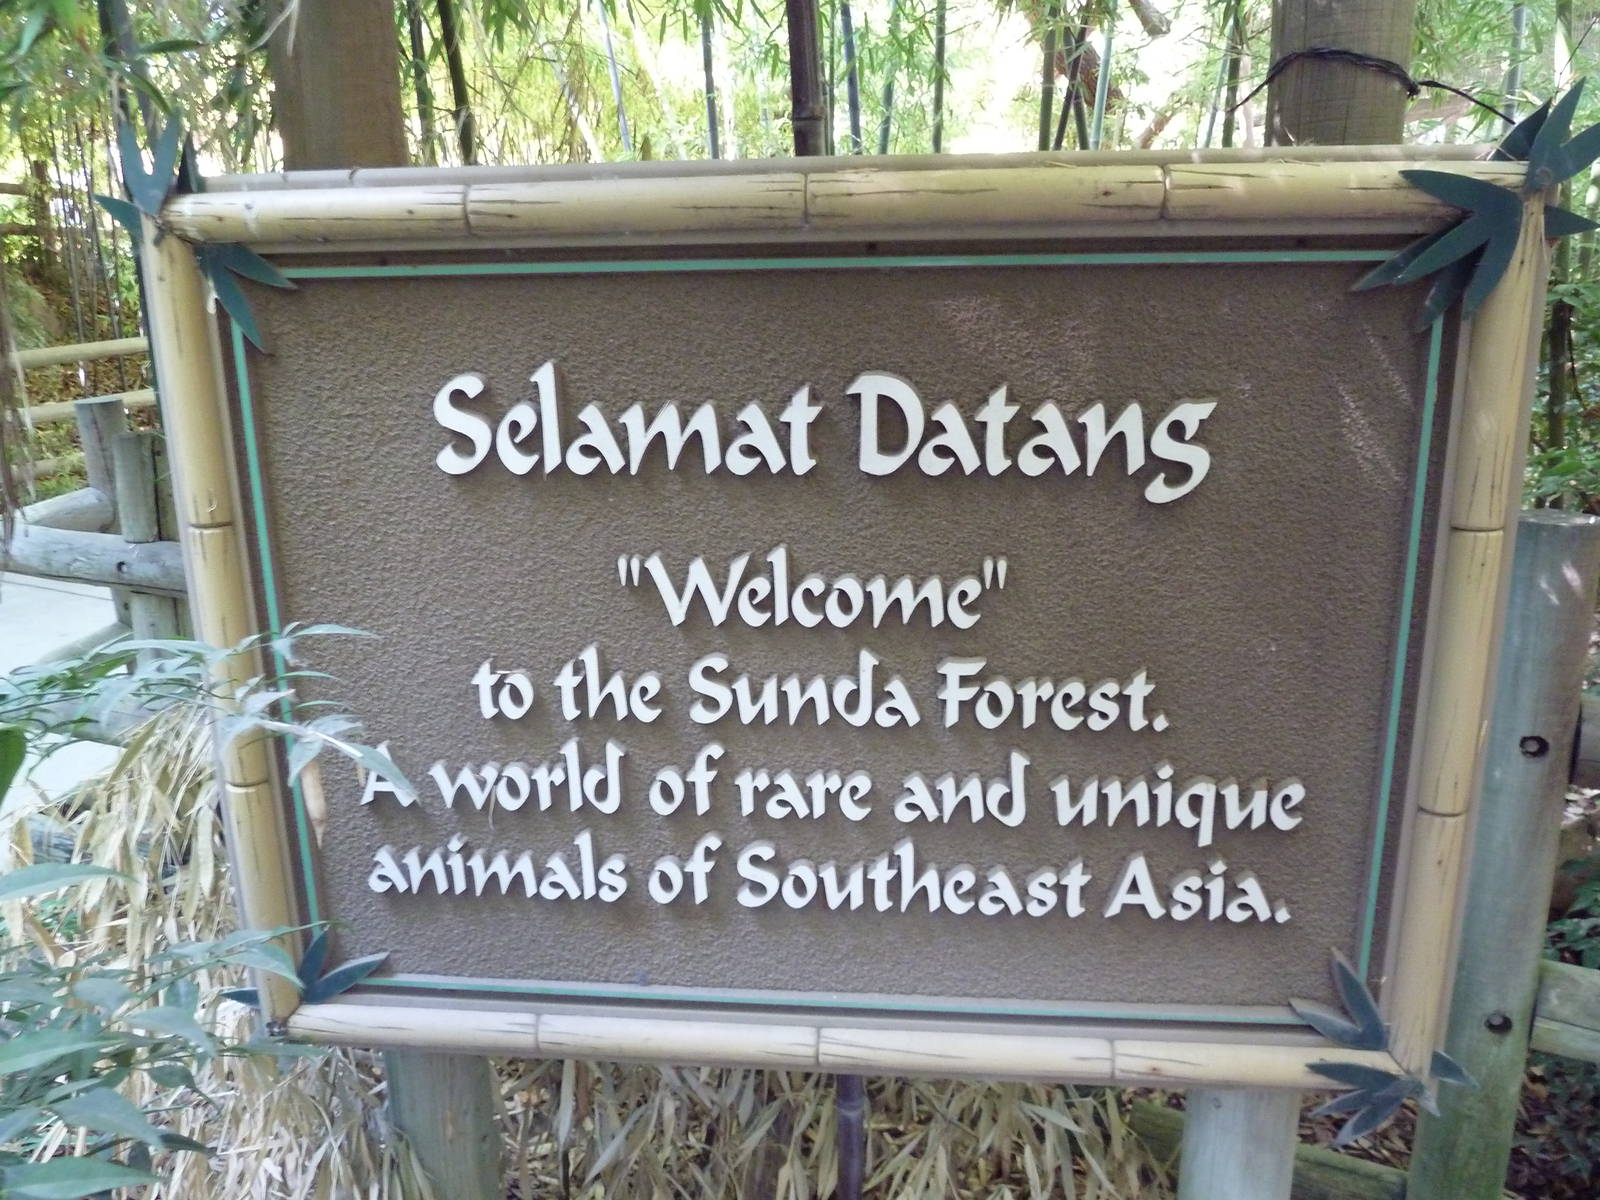 Selamat Datang
"Welcome"
to the Sunda Forest.
A world of rare and unique
animals of Southeast Asia.